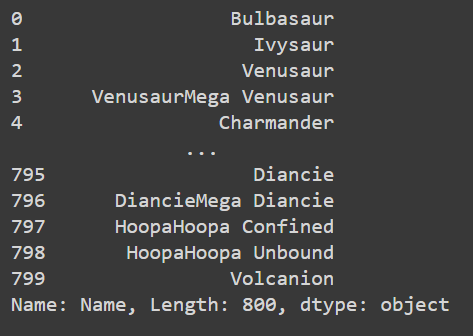 0 Bulbasaur
1 Ivysaur
2 Venusaur
3 VenusaurMega Venusaur
4 Charmander
...
795 Diancie
796 DiancieMega Diancie
797 HoopaHoopa Confined
798 HoopaHoopa Unbound
799 Volcanion
Name: Name, Length: 800, dtype: object